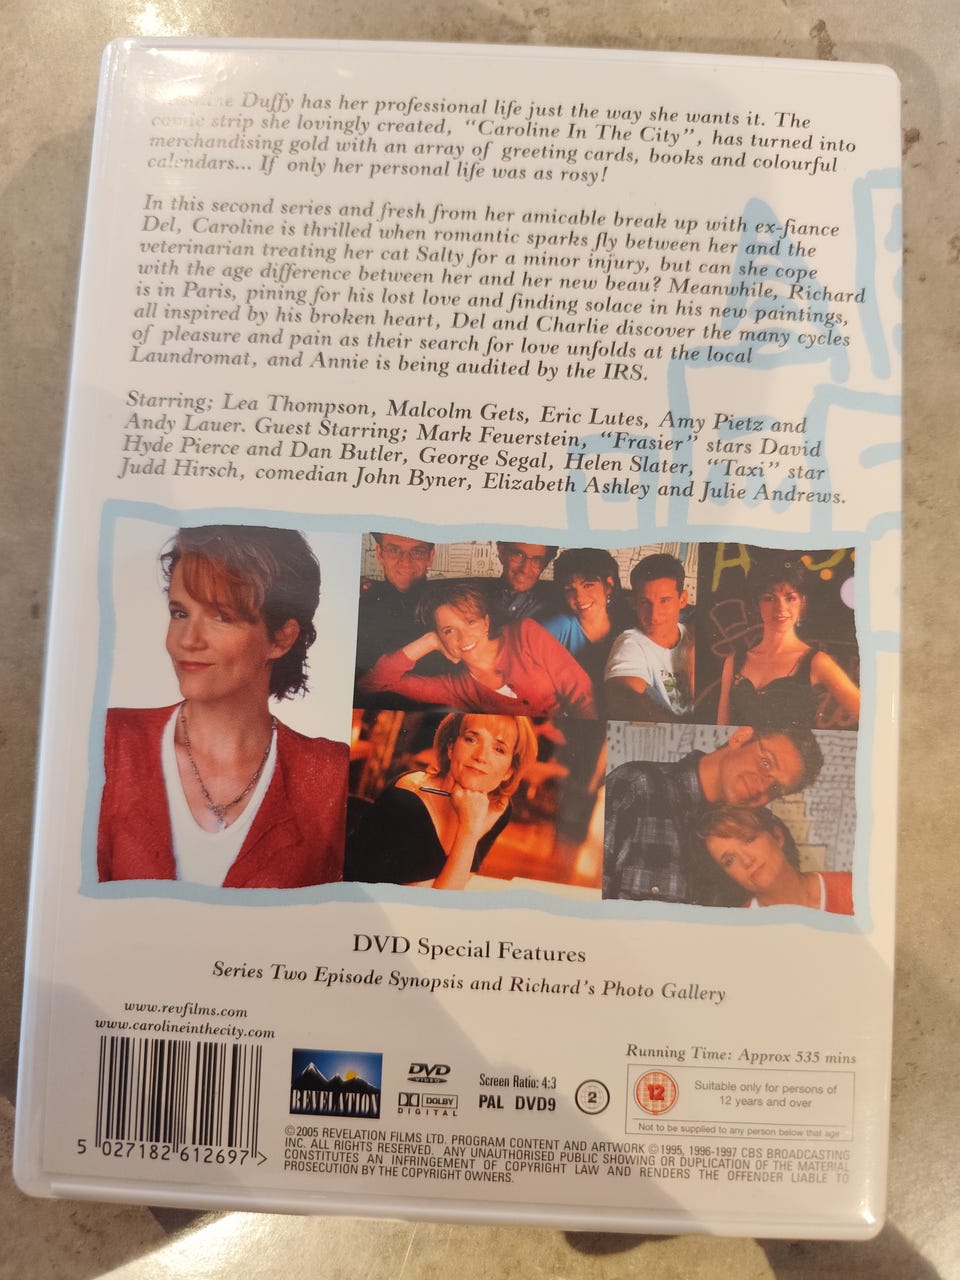 Duffy has her professional life just the way she wants it. The
comic strip she lovingly created, "Caroline In The City", has turned into
merchandising gold with an array of greeting cards, books and colourful
calendars... If only her personal life was as rosy!
In this second series and fresh from her amicable break up with ex-fiance
Del, Caroline is thrilled when romantic sparks fly between her and the
veterinarian treating her cat Salty for a minor injury, but can she cope
with the age difference between her and her new beau? Meanwhile, Richard
is in Paris, pining for his lost love and finding solace in his new paintings,
all inspired by his broken heart, Del and Charlie discover the many cycles
of pleasure and pain as their search for love unfolds at the local
Laundromat, and Annie is being audited by the IRS.
Starring; Lea Thompson, Malcolm Gets, Eric Lutes, Amy Pietz and
Andy Lauer. Guest Starring; Mark Feuerstein, "Frasier" stars David
Hyde Pierce and Dan Butler, George Segal, Helen Slater, "Taxi" star
Judd Hirsch, comedian John Byner, Elizabeth Ashley and Julie Andrews.
DVD Special Features
Series Two Episode Synopsis and Richard's Photo Gallery
www.revfilms.com
www.carolineinthecity.com
5 027182 612697 >
REVELATION
DVD
VIDEO
DOLBY
DIGITAL
Screen Ratio: 4:3
PAL DVD9
2
Running Time: Approx 535 mins
12
Suitable only for persons of
12 years and over
Not to be supplied to any person below that age
©2005 REVELATION FILMS LTD. PROGRAM CONTENT AND ARTWORK ©1995, 1996-1997 CBS BROADCASTING
INC. ALL RIGHTS RESERVED. ANY UNAUTHORISED PUBLIC SHOWING OR DUPLICATION OF THE MATERIAL
CONSTITUTES AN INFRINGEMENT OF COPYRIGHT LAW AND RENDERS THE OFFENDER LIABLE TO
PROSECUTION BY THE COPYRIGHT OWNERS.